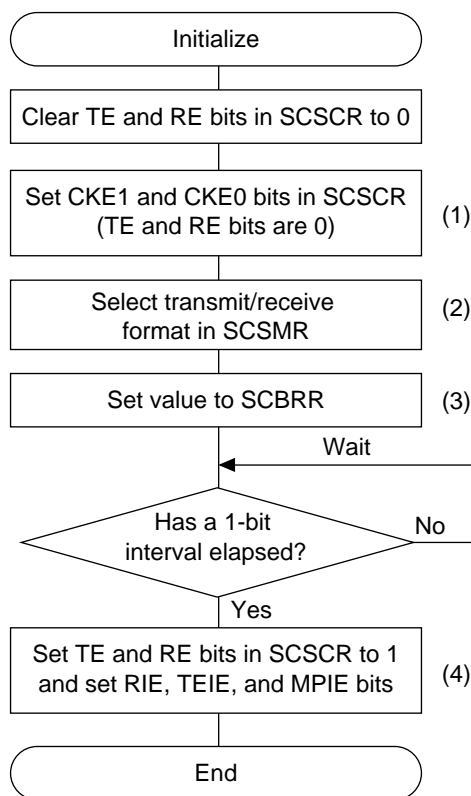 Initialize
Clear TE and RE bits in SCSCR to 0
Set CKE1 and CKE0 bits in SCSCR
(TE and RE bits are 0)
(1)
Select transmit/receive
format in SCSMR
(2)
Set value to SCBRR
(3)
Wait
Has a 1-bit
interval elapsed?
No
Yes
Set TE and RE bits in SCSCR to 1
and set RIE, TEIE, and MPIE bits
(4)
End